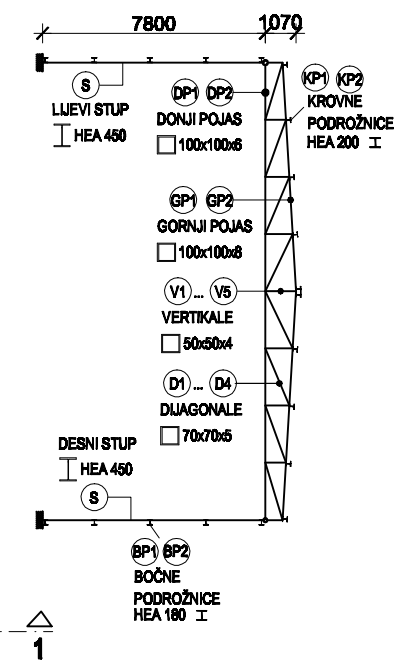 7800 1070
S
LIJEVI STUP
HEA 450
DP1 DP2
DONJI POJAS
100x100x6
KP1 KP2
KROVNE
PODROŽNICE
HEA 200
GP1 GP2
GORNJI POJAS
100x100x8
V1 ... V5
VERTIKALE
50x50x4
D1 ... D4
DIJAGONALE
70x70x5
DESNI STUP
HEA 450
S
BP1 BP2
BOČNE
PODROŽNICE
HEA 180
1